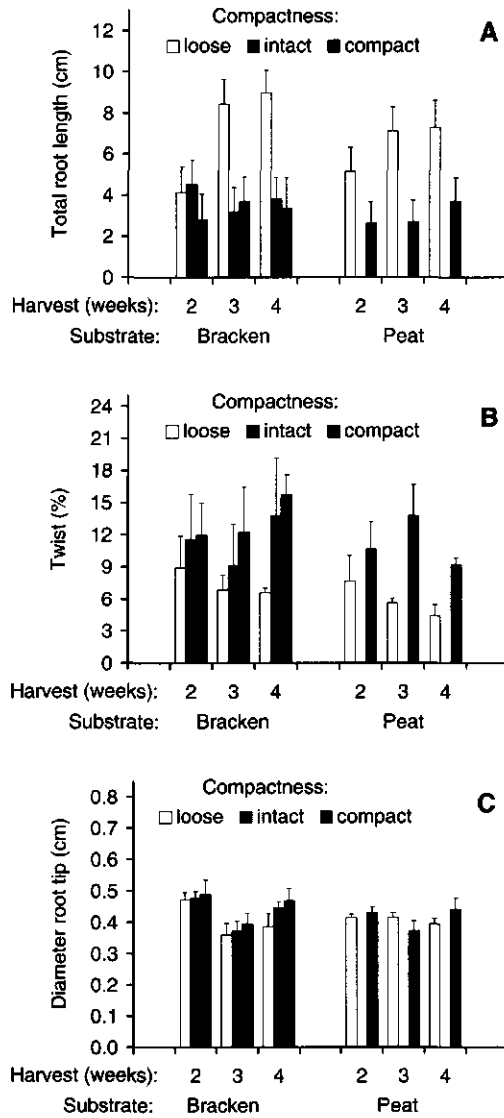 Compactness:
loose intact compact
A
Total root length (cm)
12
10
8
6
4
2
0
Harvest (weeks): 2 3 4 2 3 4
Substrate: Bracken Peat
Compactness:
B
loose intact compact
Twist (%)
24
21
18
15
12
9
6
3
0
Harvest (weeks): 2 3 4 2 3 4
Substrate: Bracken Peat
Compactness:
C
loose intact compact
Diameter root tip (cm)
0.8
0.7
0.6
0.5
0.4
0.3
0.2
0.1
0.0
Harvest (weeks): 2 3 4 2 3 4
Substrate: Bracken Peat